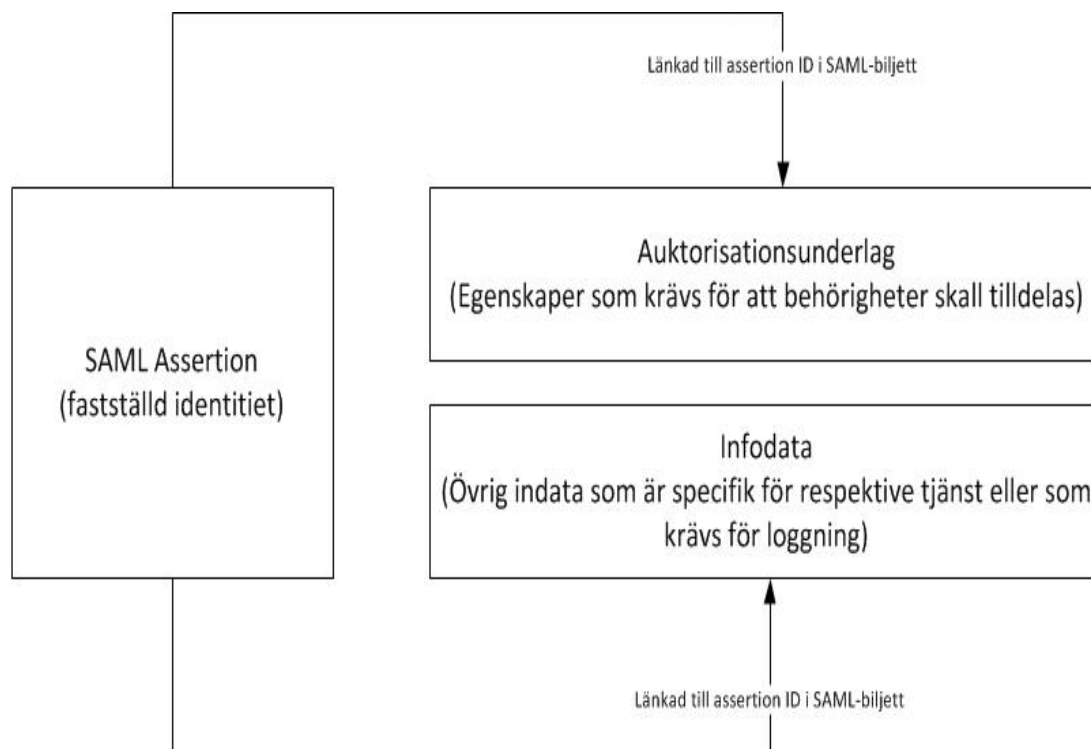 Länkad till assertion ID i SAML-biljett
Auktorisationsunderlag
(Egenskaper som krävs för att behörigheter skall tilldelas)
SAML Assertion
(fastställd identitiet)
Infodata
(Övrig indata som är specifik för respektive tjänst eller som
krävs för loggning)
Länkad till assertion ID i SAML-biljett